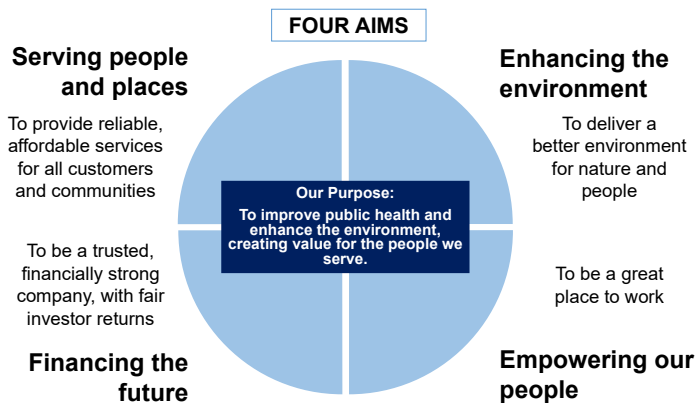 FOUR AIMS
Serving people
and places
To provide reliable,
affordable services
for all customers
and communities
Enhancing the
environment
To deliver a
better environment
for nature and
people
Our Purpose:
To improve public health and
enhance the environment,
creating value for the people we
serve.
To be a trusted,
financially strong
company, with fair
investor returns
Financing the
future
To be a great
place to work
Empowering our
people